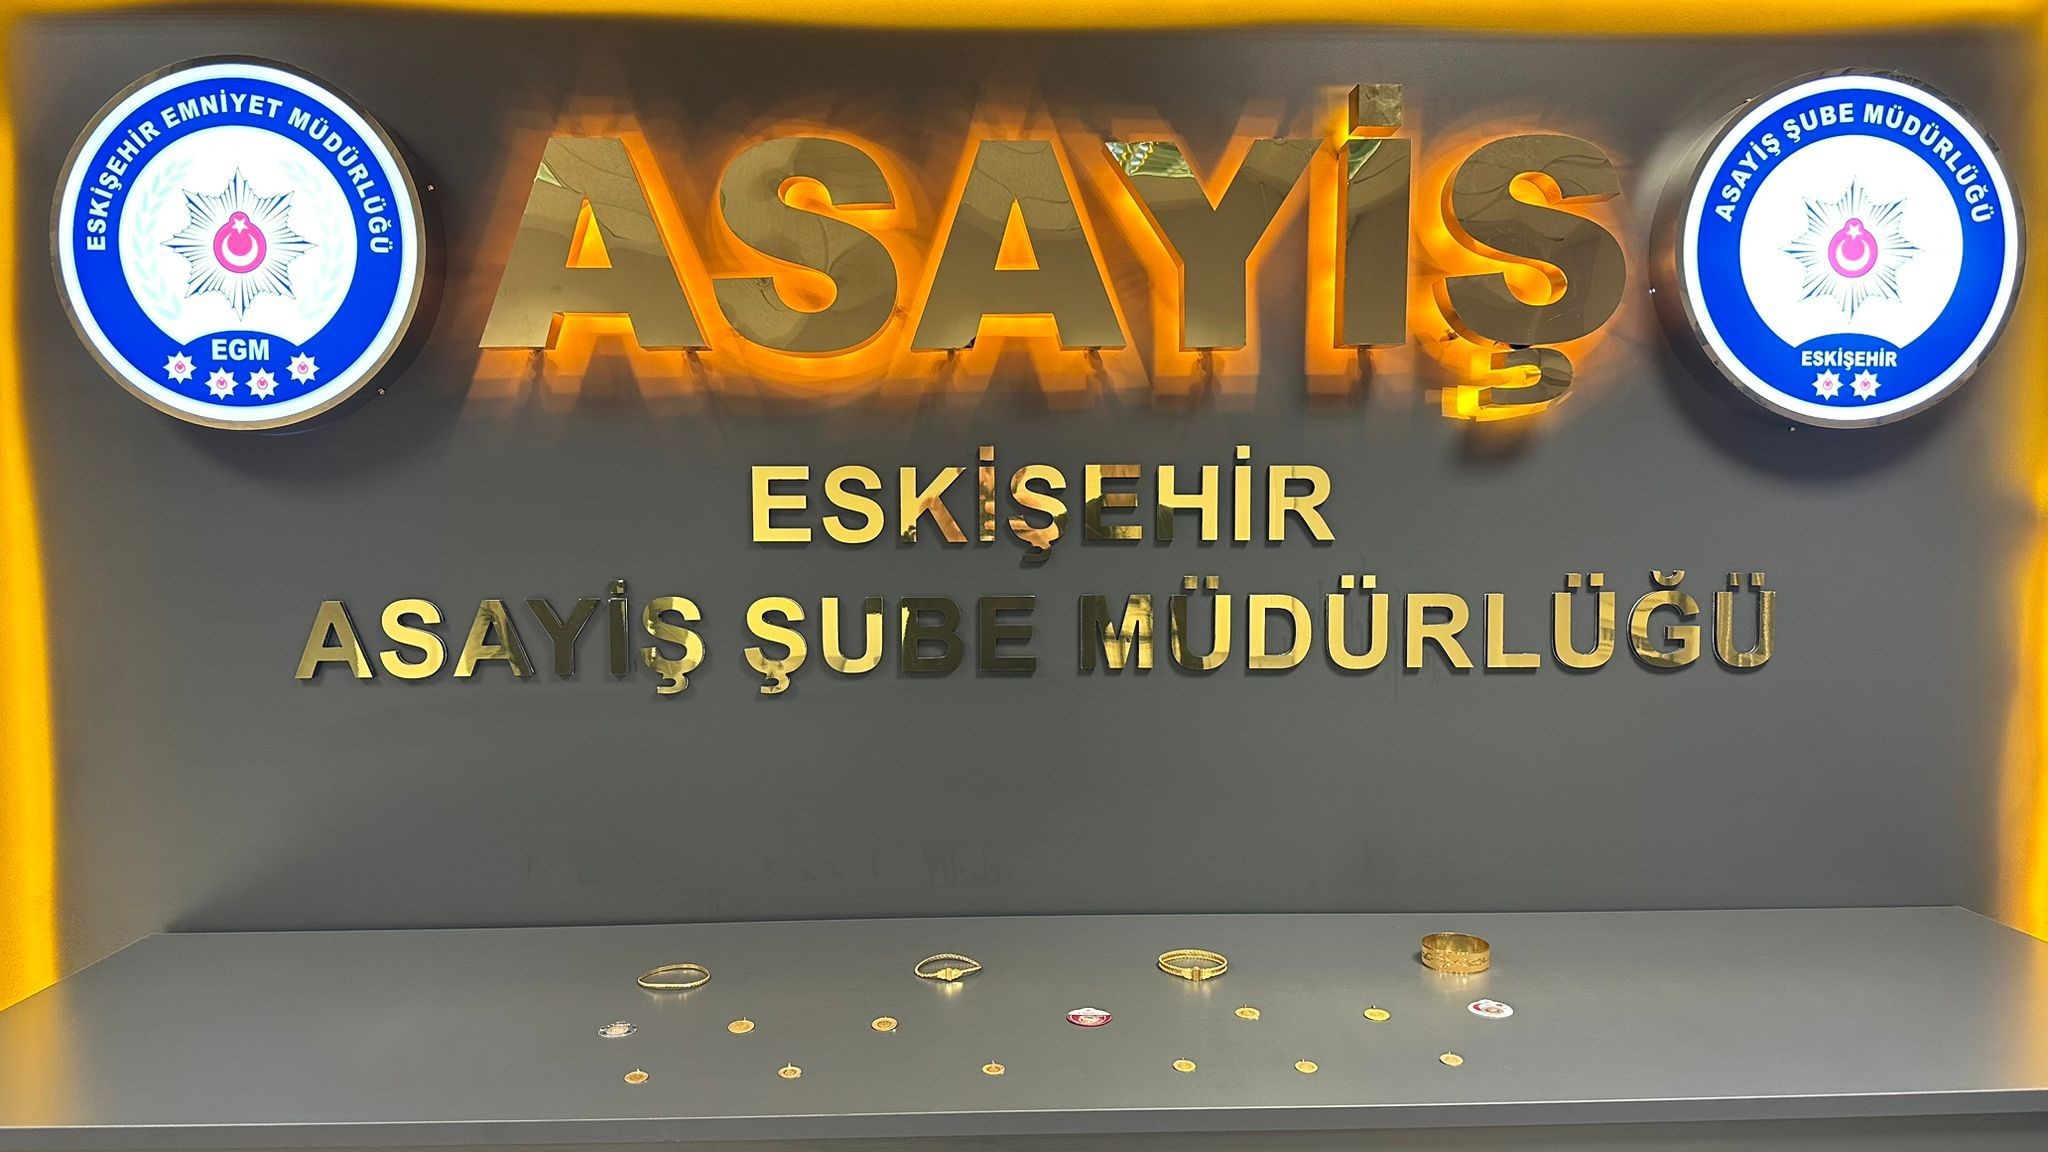 ESKİŞEHİR EMNİYET MÜDÜRLÜĞÜ
EGM
ASAYİŞ
ASAYİŞ ŞUBE MÜDÜRLÜĞÜ
ESKİŞEHİR
ESKİŞEHİR
ASAYİŞ ŞUBE MÜDÜRLÜĞÜ